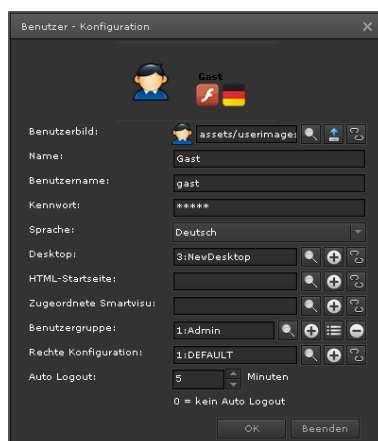 Benutzer - Konfiguration
Gast
Benutzerbild: assets/userimage:
Name: Gast
Benutzername: gast
Kennwort: *****
Sprache: Deutsch
Desktop: 3:NewDesktop
HTML-Startseite:
Zugeordnete Smartvisu:
Benutzergruppe: 1:Admin
Rechte Konfiguration: 1:DEFAULT
Auto Logout: 5 Minuten
0 = kein Auto Logout
OK Beenden